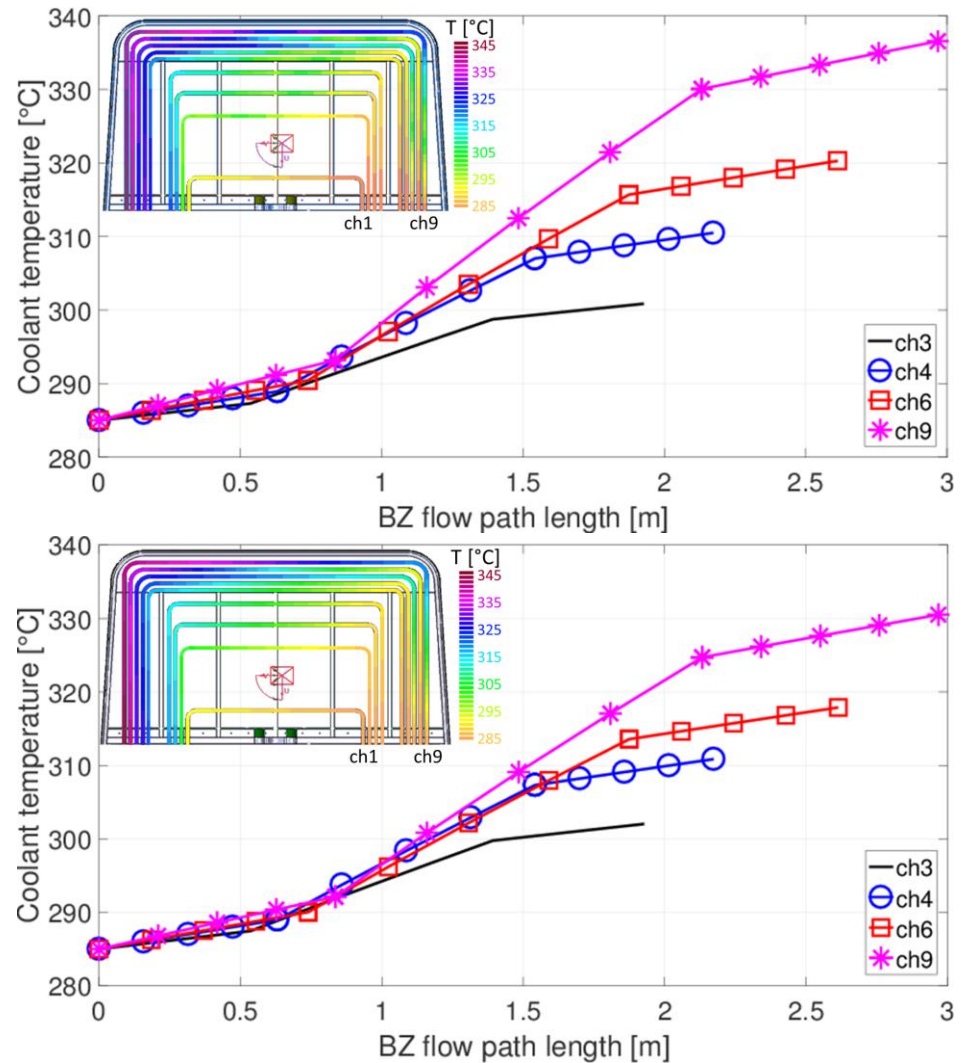 340
330
320
310
300
290
280
Coolant temperature [°C]
T [°C]
345
335
325
315
305
295
285
ch1
ch9
ch3
ch4
ch6
ch9
0
0.5
1
1.5
2
2.5
3
BZ flow path length [m]
340
330
320
310
300
290
280
Coolant temperature [°C]
T [°C]
345
335
325
315
305
295
285
ch1
ch9
ch3
ch4
ch6
ch9
0
0.5
1
1.5
2
2.5
3
BZ flow path length [m]